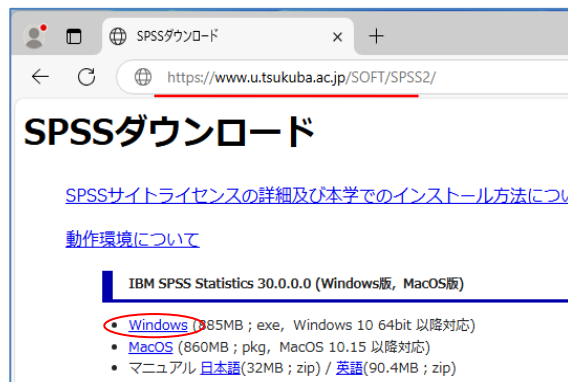 SPSSダウンロード
https://www.u.tsukuba.ac.jp/SOFT/SPSS2/
SPSSダウンロード
SPSSサイトライセンスの詳細及び本学でのインストール方法につい
動作環境について
IBM SPSS Statistics 30.0.0.0 (Windows版, MacOS版)
Windows (885MB ; exe, Windows 10 64bit 以降対応)
MacOS (860MB ; pkg, MacOS 10.15 以降対応)
マニュアル 日本語(32MB ; zip) / 英語(90.4MB ; zip)